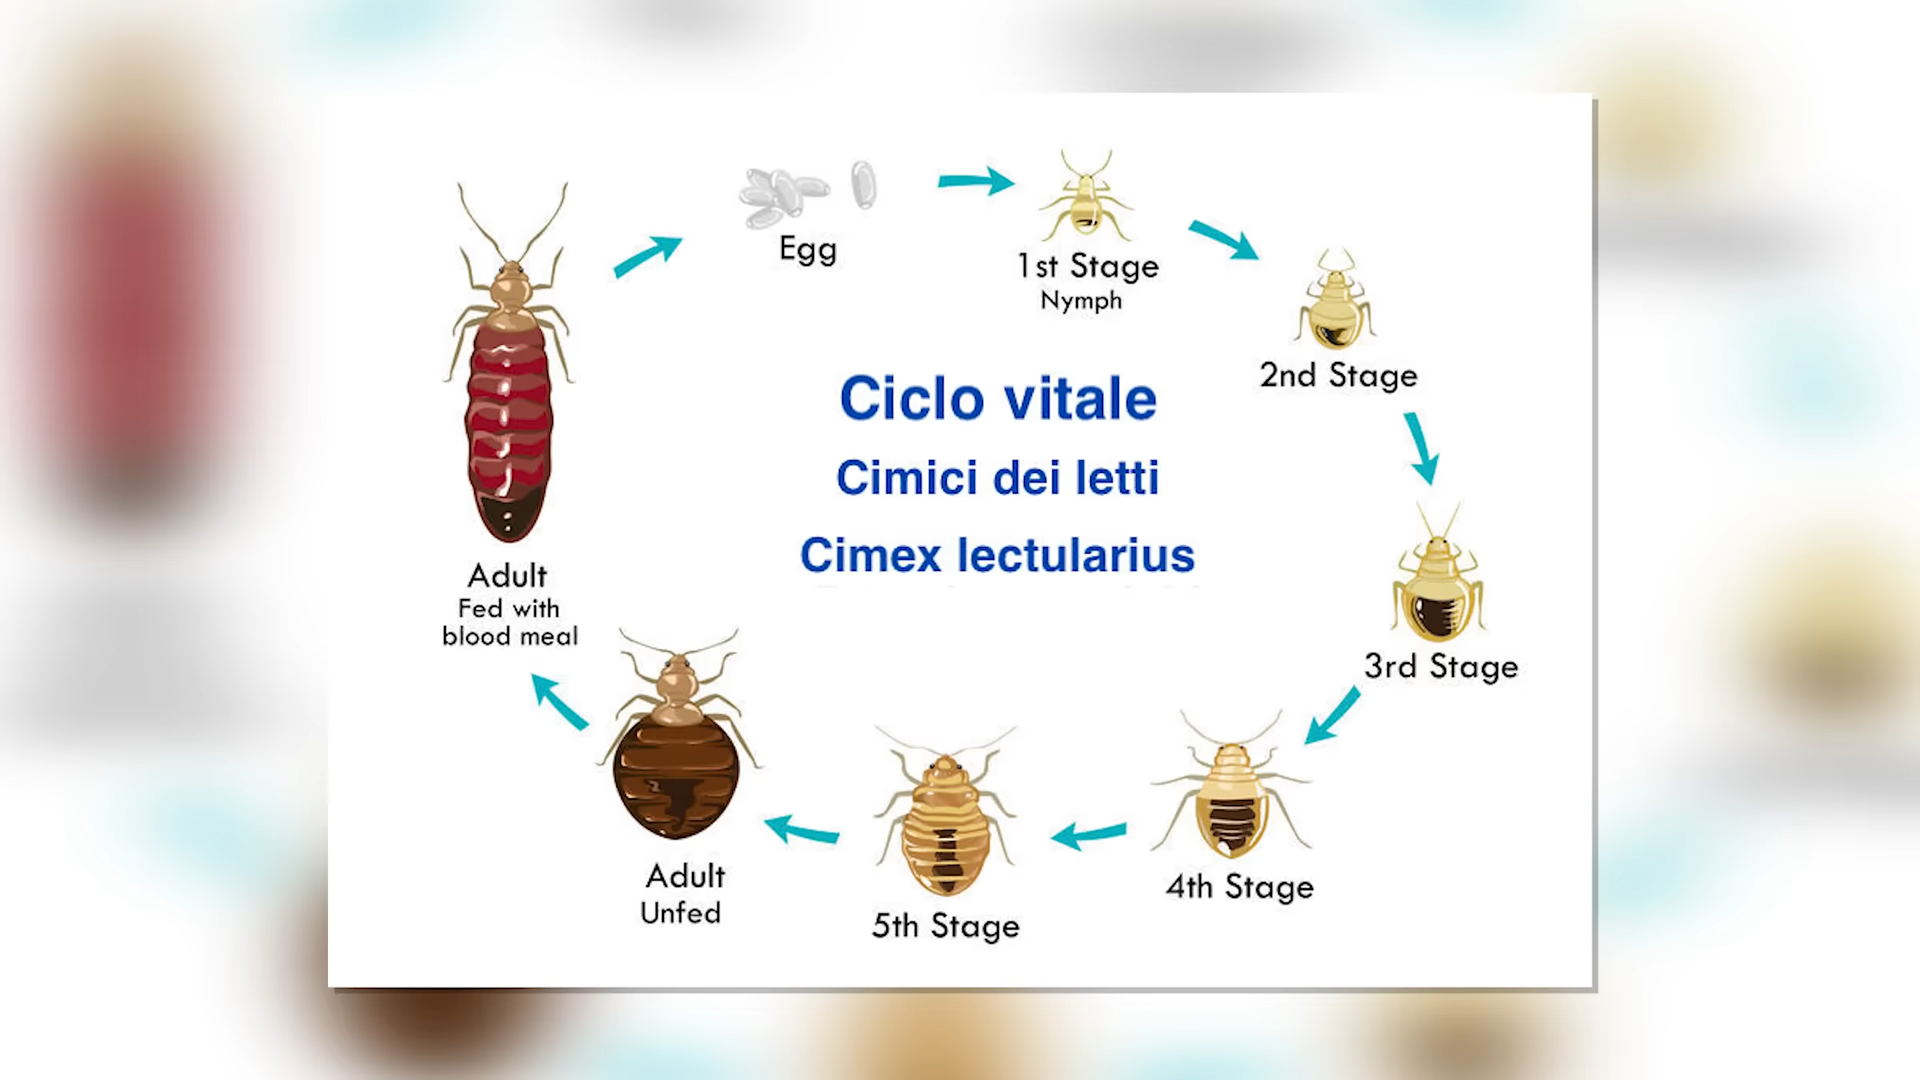 Egg
1st Stage
Nymph
2nd Stage
Ciclo vitale
Cimici dei letti
Cimex lectularius
3rd Stage
4th Stage
5th Stage
Adult
Unfed
Adult
Fed with
blood meal